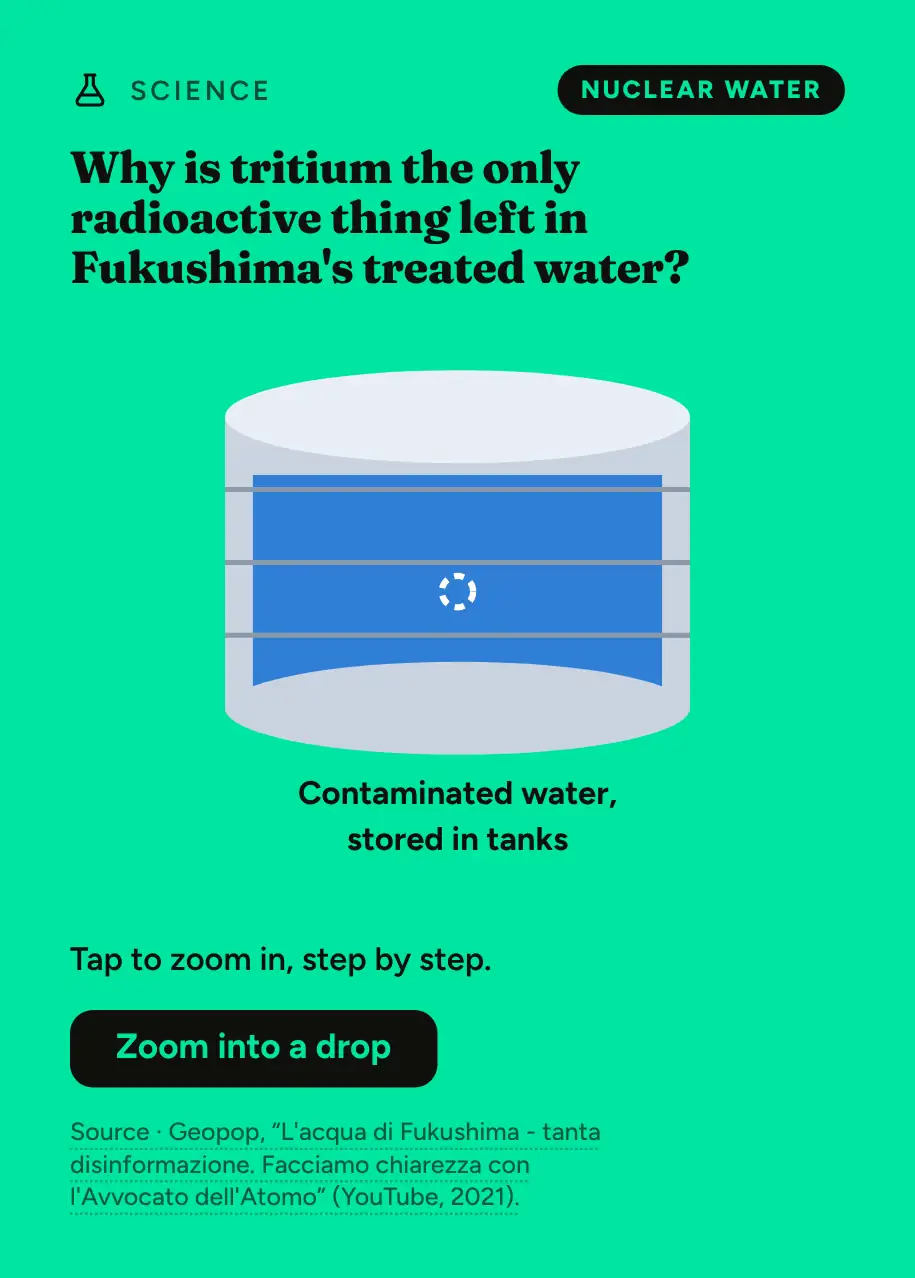 SCIENCE
NUCLEAR WATER
Why is tritium the only
radioactive thing left in
Fukushima's treated water?
Contaminated water,
stored in tanks
Tap to zoom in, step by step.
Zoom into a drop
Source · Geopop, “L'acqua di Fukushima - tanta
disinformazione. Facciamo chiarezza con
l'Avvocato dell'Atomo” (YouTube, 2021).